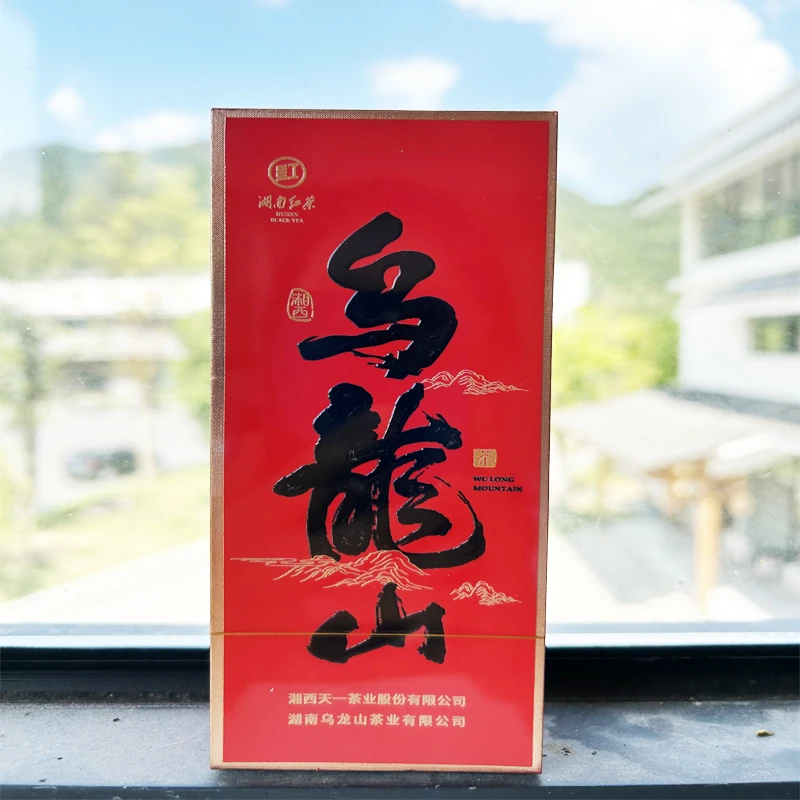 红
湖南红茶
HUNAN
BLACK TEA
乌龍山
湘西
茶
WU LONG
MOUNTAIN
湘西天一茶业股份有限公司
湖南乌龙山茶业有限公司